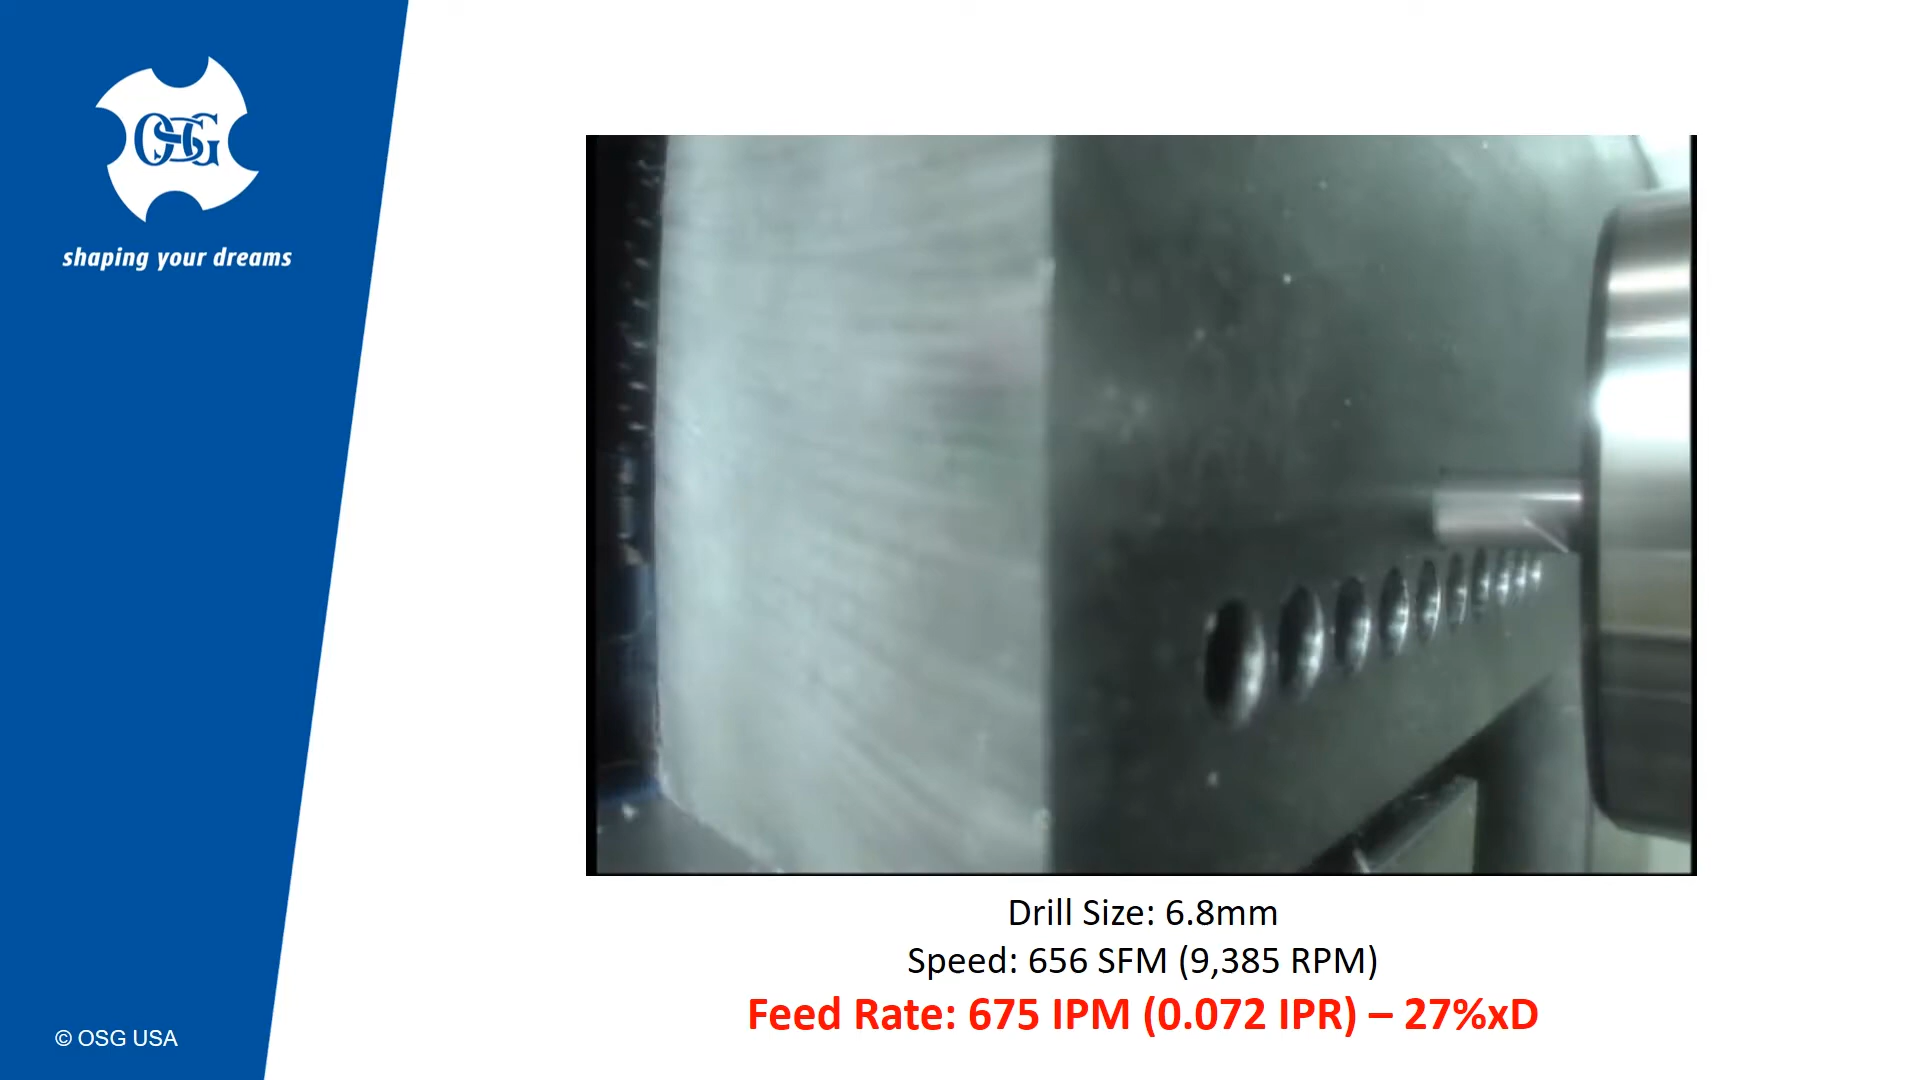 OSG
shaping your dreams
Drill Size: 6.8mm
Speed: 656 SFM (9,385 RPM)
Feed Rate: 675 IPM (0.072 IPR) – 27%xD
© OSG USA